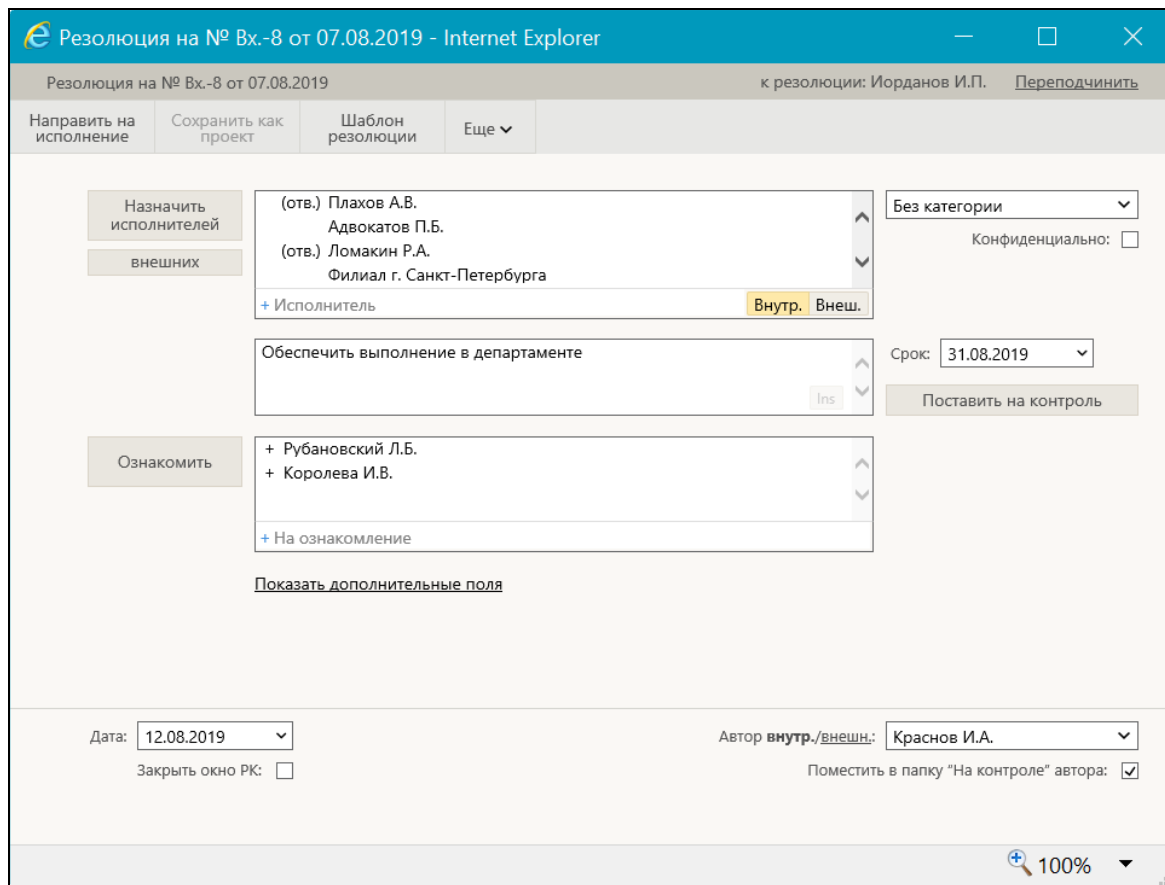 Резолюция на № Вх.-8 от 07.08.2019 - Internet Explorer
Резолюция на № Вх.-8 от 07.08.2019 к резолюции: Иорданов И.П. Переподчинить
Направить на исполнение
Сохранить как проект
Шаблон резолюции
Еще
Назначить исполнителей
внешних
(отв.) Плахов А.В.
Адвокатов П.Б.
(отв.) Ломакин Р.А.
Филиал г. Санкт-Петербурга
+ Исполнитель Внутр. Внеш.
Без категории
Конфиденциально:
Обеспечить выполнение в департаменте
Ins
Срок: 31.08.2019
Поставить на контроль
Ознакомить
+ Рубановский Л.Б.
+ Королева И.В.
+ На ознакомление
Показать дополнительные поля
Дата: 12.08.2019
Закрыть окно РК:
Автор внутр./внешн.: Краснов И.А.
Поместить в папку "На контроле" автора:
100%